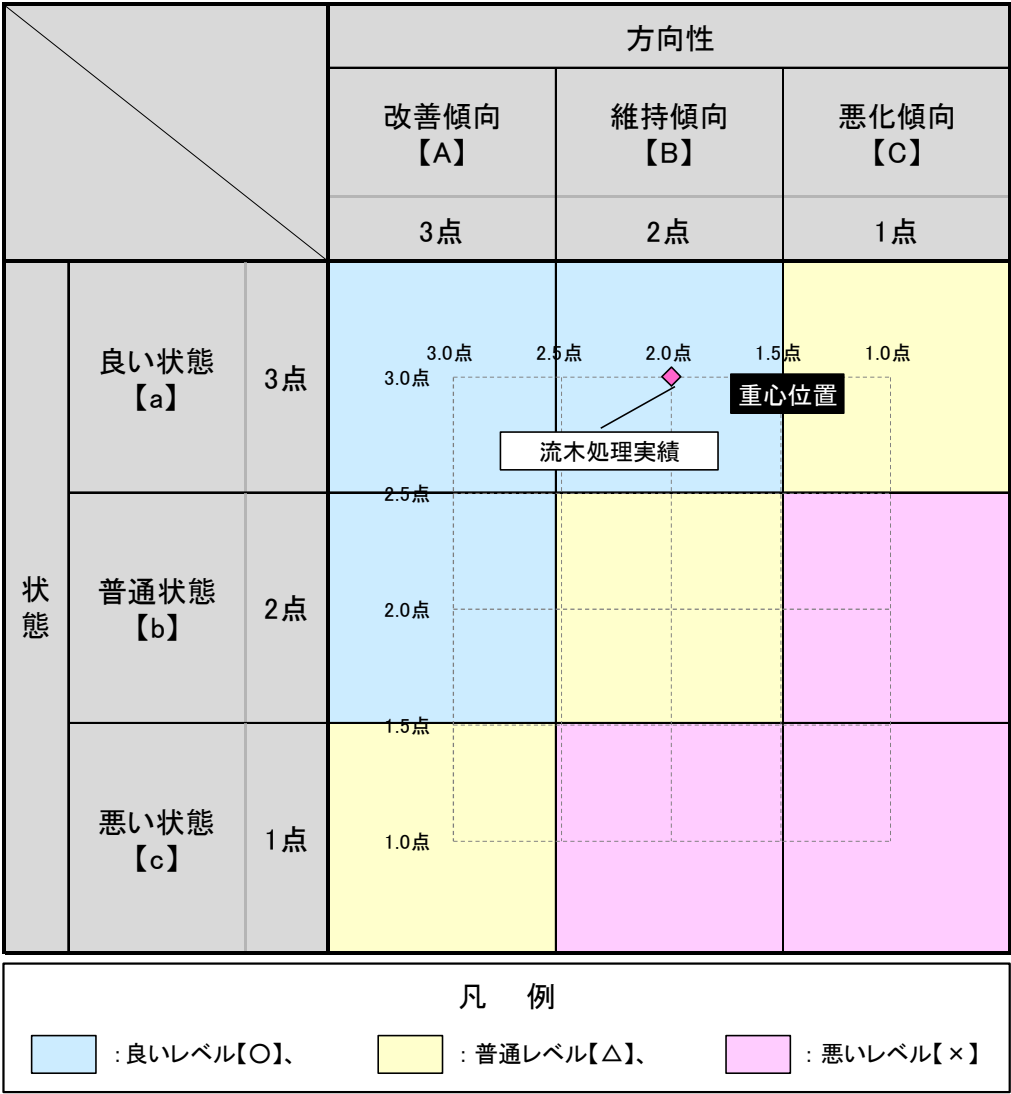 方向性
改善傾向
【A】
維持傾向
【B】
悪化傾向
【C】
3点
2点
1点
状態
良い状態
【a】
3点
普通状態
【b】
2点
悪い状態
【c】
1点
3.0点
2.5点
2.0点
1.5点
1.0点
3.0点
2.5点
2.0点
1.5点
1.0点
重心位置
流木処理実績
凡 例
：良いレベル【〇】、
：普通レベル【△】、
：悪いレベル【×】